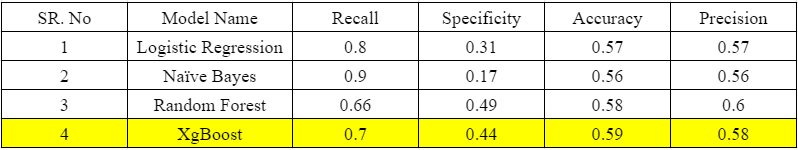 SR. No Model Name Recall Specificity Accuracy Precision
1 Logistic Regression 0.8 0.31 0.57 0.57
2 Naïve Bayes 0.9 0.17 0.56 0.56
3 Random Forest 0.66 0.49 0.58 0.6
4 XgBoost 0.7 0.44 0.59 0.58